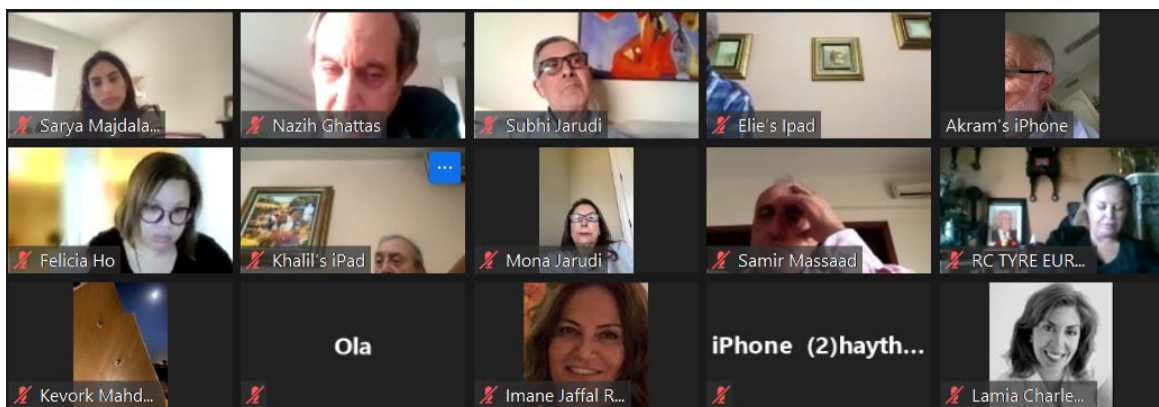 Sarya Majdala...
Nazih Ghattas
Subhi Jarudi
Elie's Ipad
Akram's iPhone
Felicia Ho
Khalil's iPad
Mona Jarudi
Samir Massaad
RC TYRE EUR...
Kevork Mahd...
Ola
Imane Jaffal R...
iPhone (2)hayth...
Lamia Charle...